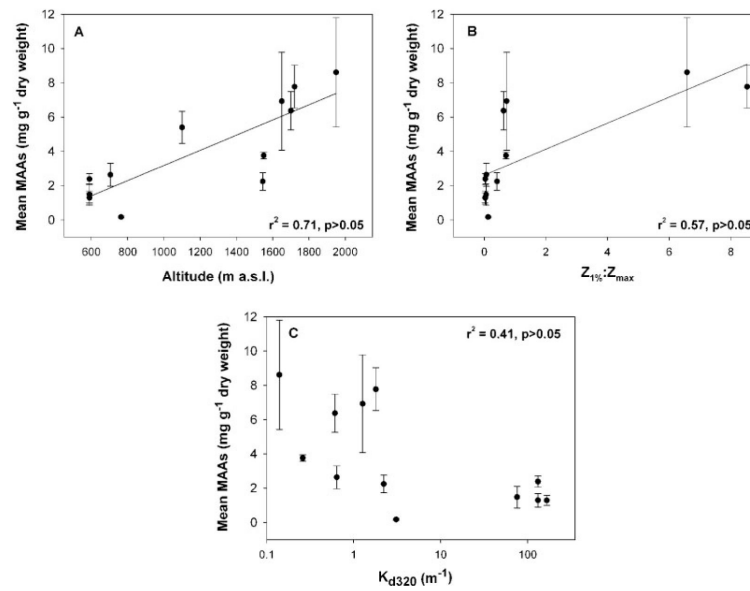 A
12
10
8
6
4
2
0
Mean MAAs (mg g-1 dry weight)
r2 = 0.71, p>0.05
600 800 1000 1200 1400 1600 1800 2000
Altitude (m a.s.l.)
B
12
10
8
6
4
2
0
Mean MAAs (mg g-1 dry weight)
r2 = 0.57, p>0.05
0 2 4 6 8
Z1%:Zmax
C
r2 = 0.41, p>0.05
12
10
8
6
4
2
0
Mean MAAs (mg g-1 dry weight)
0.1 1 10 100
Kd320 (m-1)